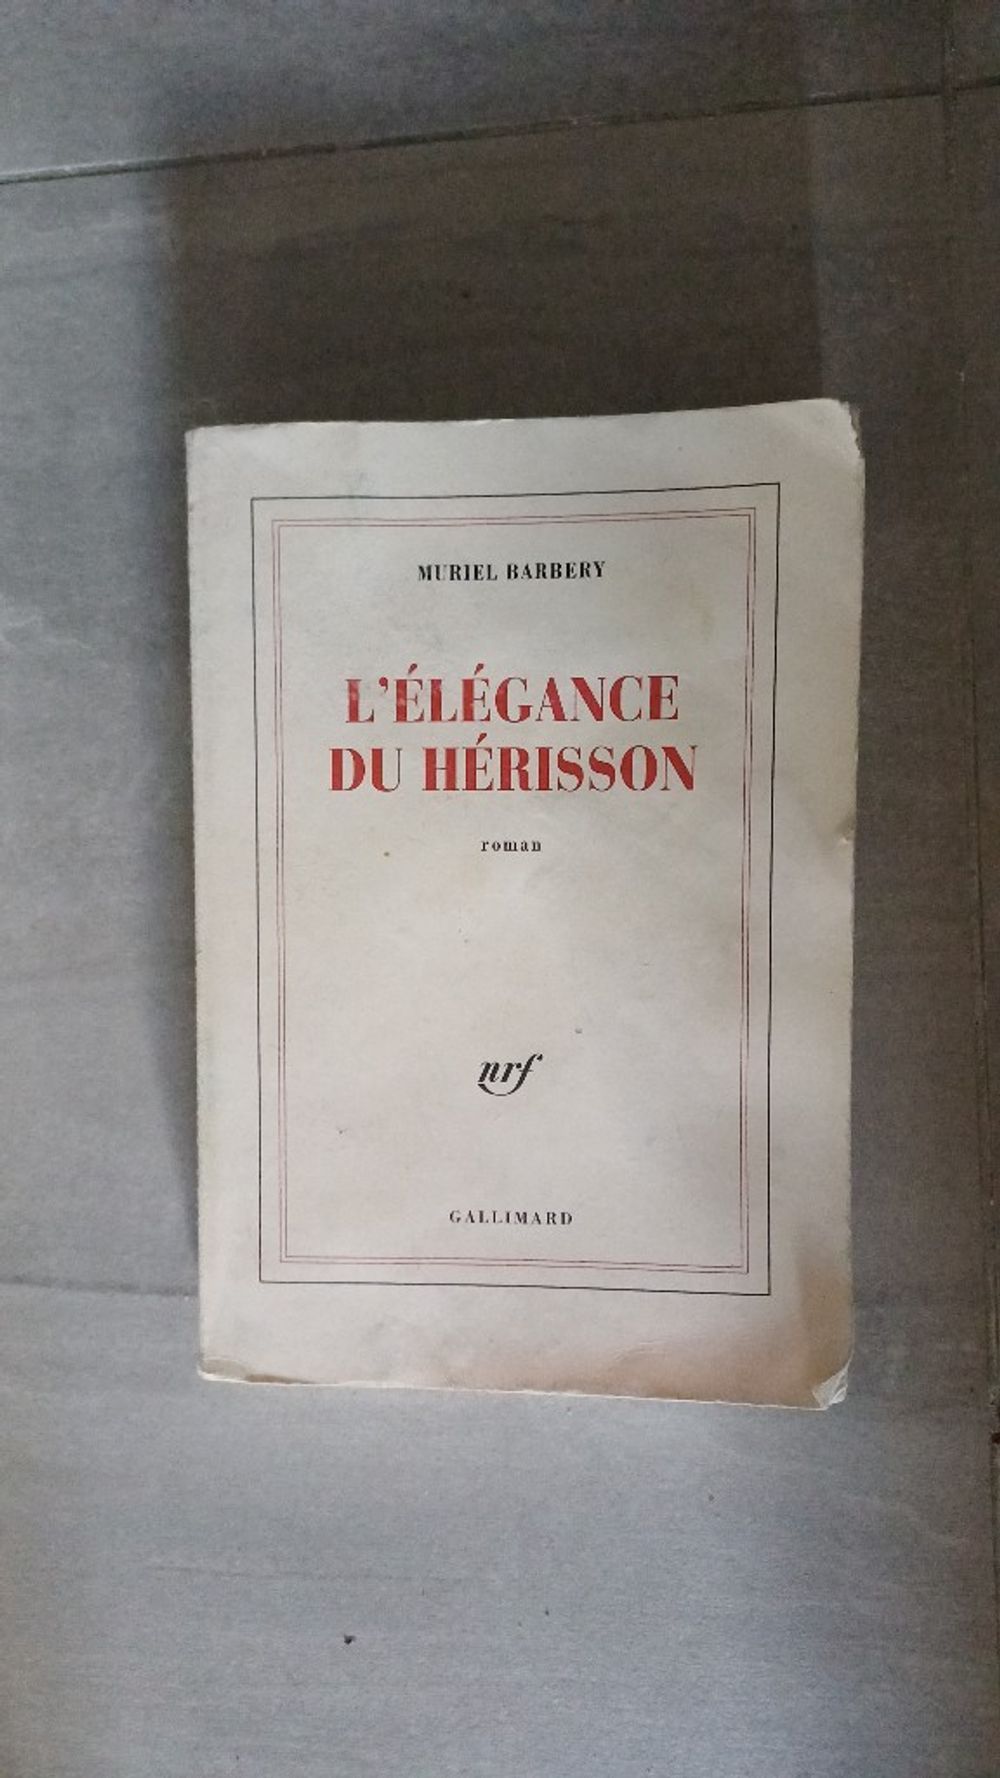 MURIEL BARBERY
L'ÉLÉGANCE
DU HÉRISSON
roman
nrf
GALLIMARD